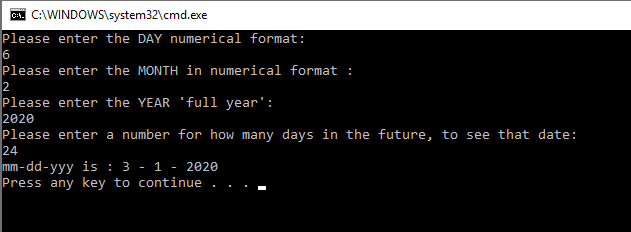 C:\WINDOWS\system32\cmd.exe
Please enter the DAY numerical format:
6
Please enter the MONTH in numerical format :
2
Please enter the YEAR 'full year':
2020
Please enter a number for how many days in the future, to see that date:
24
mm-dd-yyy is : 3 - 1 - 2020
Press any key to continue . . .